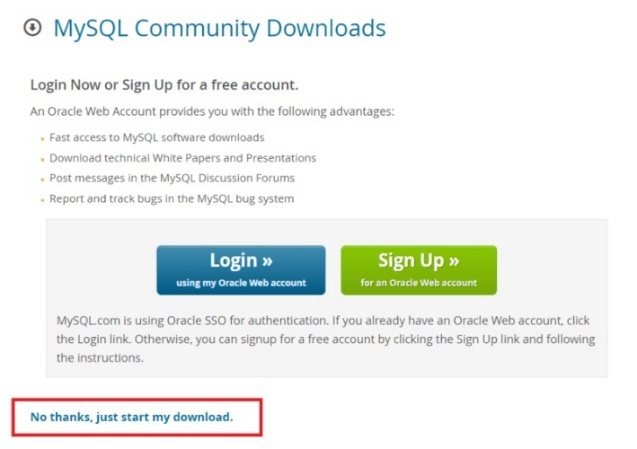 MySQL Community Downloads
Login Now or Sign Up for a free account.
An Oracle Web Account provides you with the following advantages:
Fast access to MySQL software downloads
Download technical White Papers and Presentations
Post messages in the MySQL Discussion Forums
Report and track bugs in the MySQL bug system
Login »
using my Oracle Web account
Sign Up »
for an Oracle Web account
MySQL.com is using Oracle SSO for authentication. If you already have an Oracle Web account, click
the Login link. Otherwise, you can signup for a free account by clicking the Sign Up link and following
the instructions.
No thanks, just start my download.